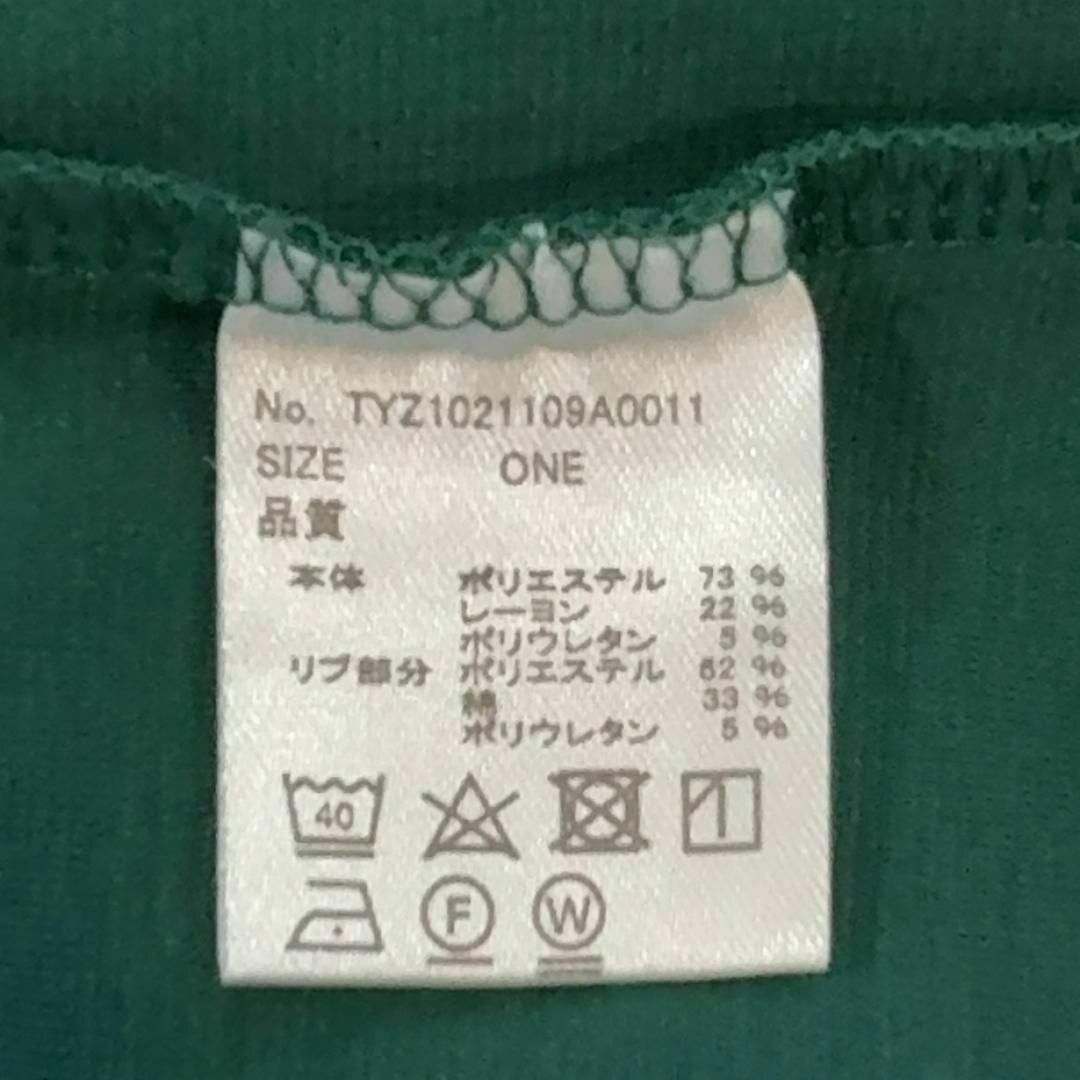 No. TYZ1021109A0011
SIZE ONE
品質
本体 ポリエステル 73 %
レーヨン 22 %
ポリウレタン 5 %
リブ部分 ポリエステル 62 %
綿 33 %
ポリウレタン 5 %
40
F W